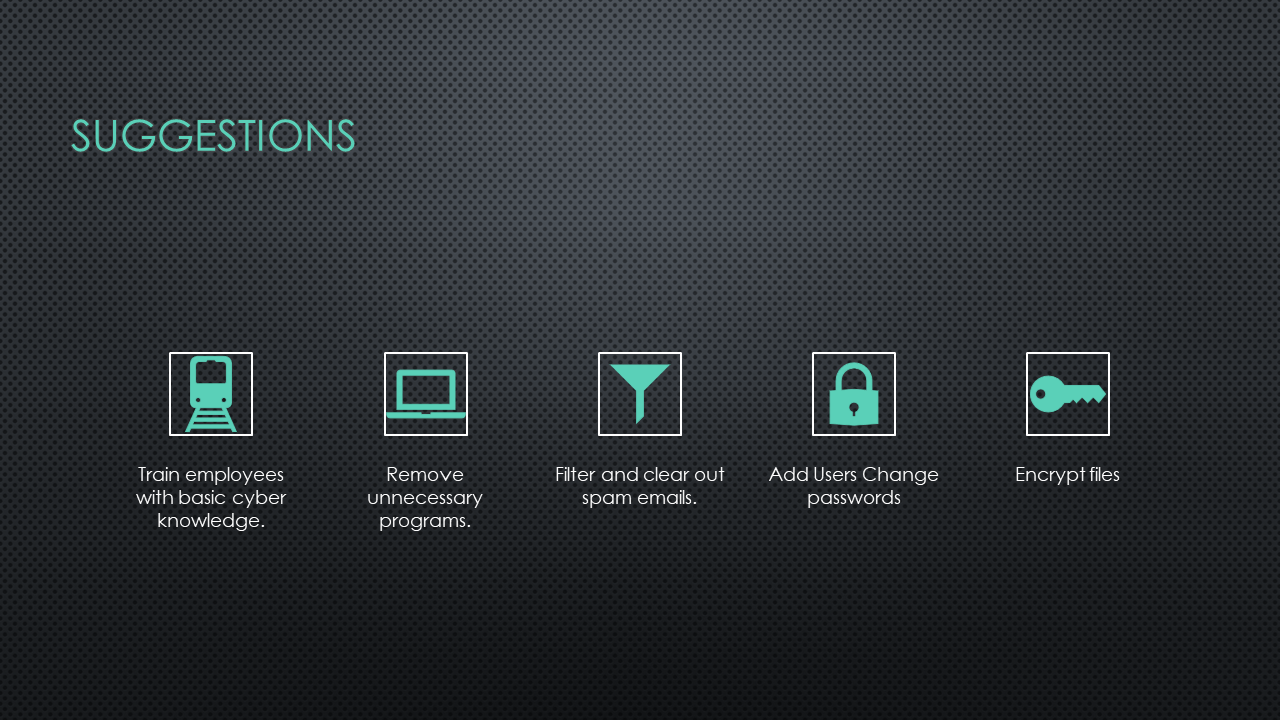 SUGGESTIONS
Train employees
with basic cyber
knowledge.
Remove
unnecessary
programs.
Filter and clear out
spam emails.
Add Users Change
passwords
Encrypt files